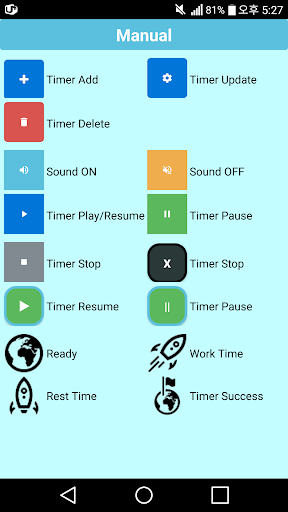 81% 오후 5:27
Manual
Timer Add
Timer Update
Timer Delete
Sound ON
Sound OFF
Timer Play/Resume
Timer Pause
Timer Stop
X
Timer Stop
Timer Resume
Timer Pause
Ready
Work Time
Rest Time
Timer Success